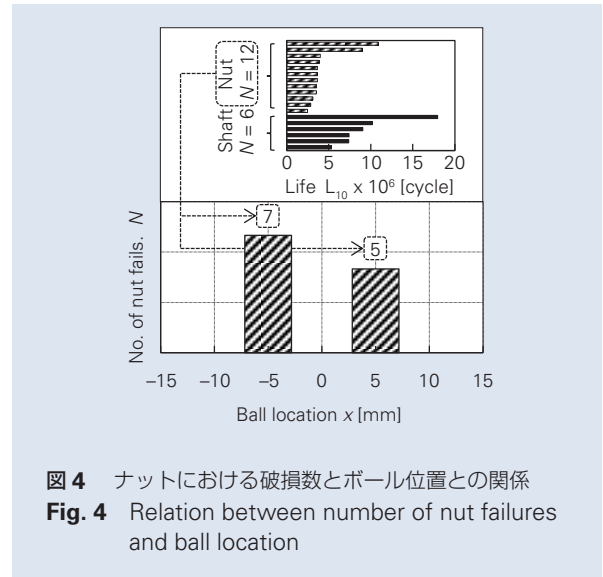 Nut
N = 12
Shaft
N = 6
0 5 10 15 20
Life L10 x 10⁶ [cycle]
7
5
No. of nut fails. N
–15 –10 –5 0 5 10 15
Ball location x [mm]
図 4 ナットにおける破損数とボール位置との関係
Fig. 4 Relation between number of nut failures
and ball location